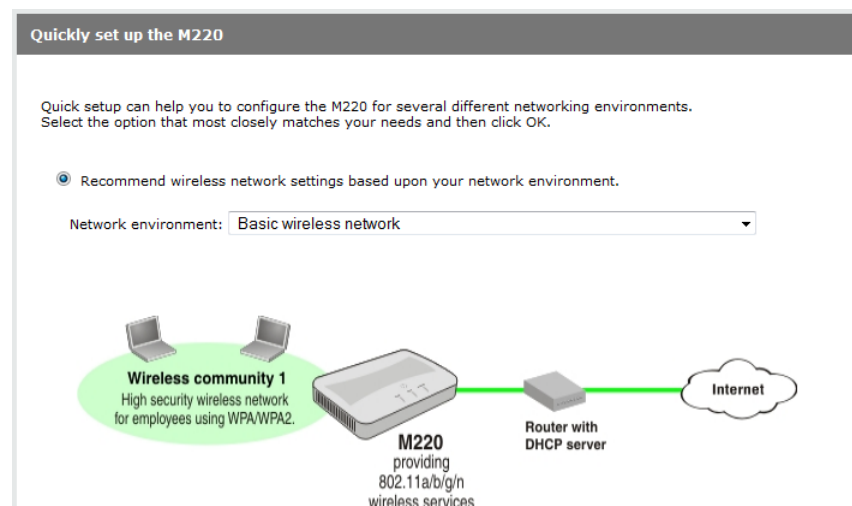 Quickly set up the M220
Quick setup can help you to configure the M220 for several different networking environments.
Select the option that most closely matches your needs and then click OK.
Recommend wireless network settings based upon your network environment.
Network environment: Basic wireless network
Wireless community 1
High security wireless network
for employees using WPA/WPA2.
M220
providing
802.11a/b/g/n
wireless services
Router with
DHCP server
Internet